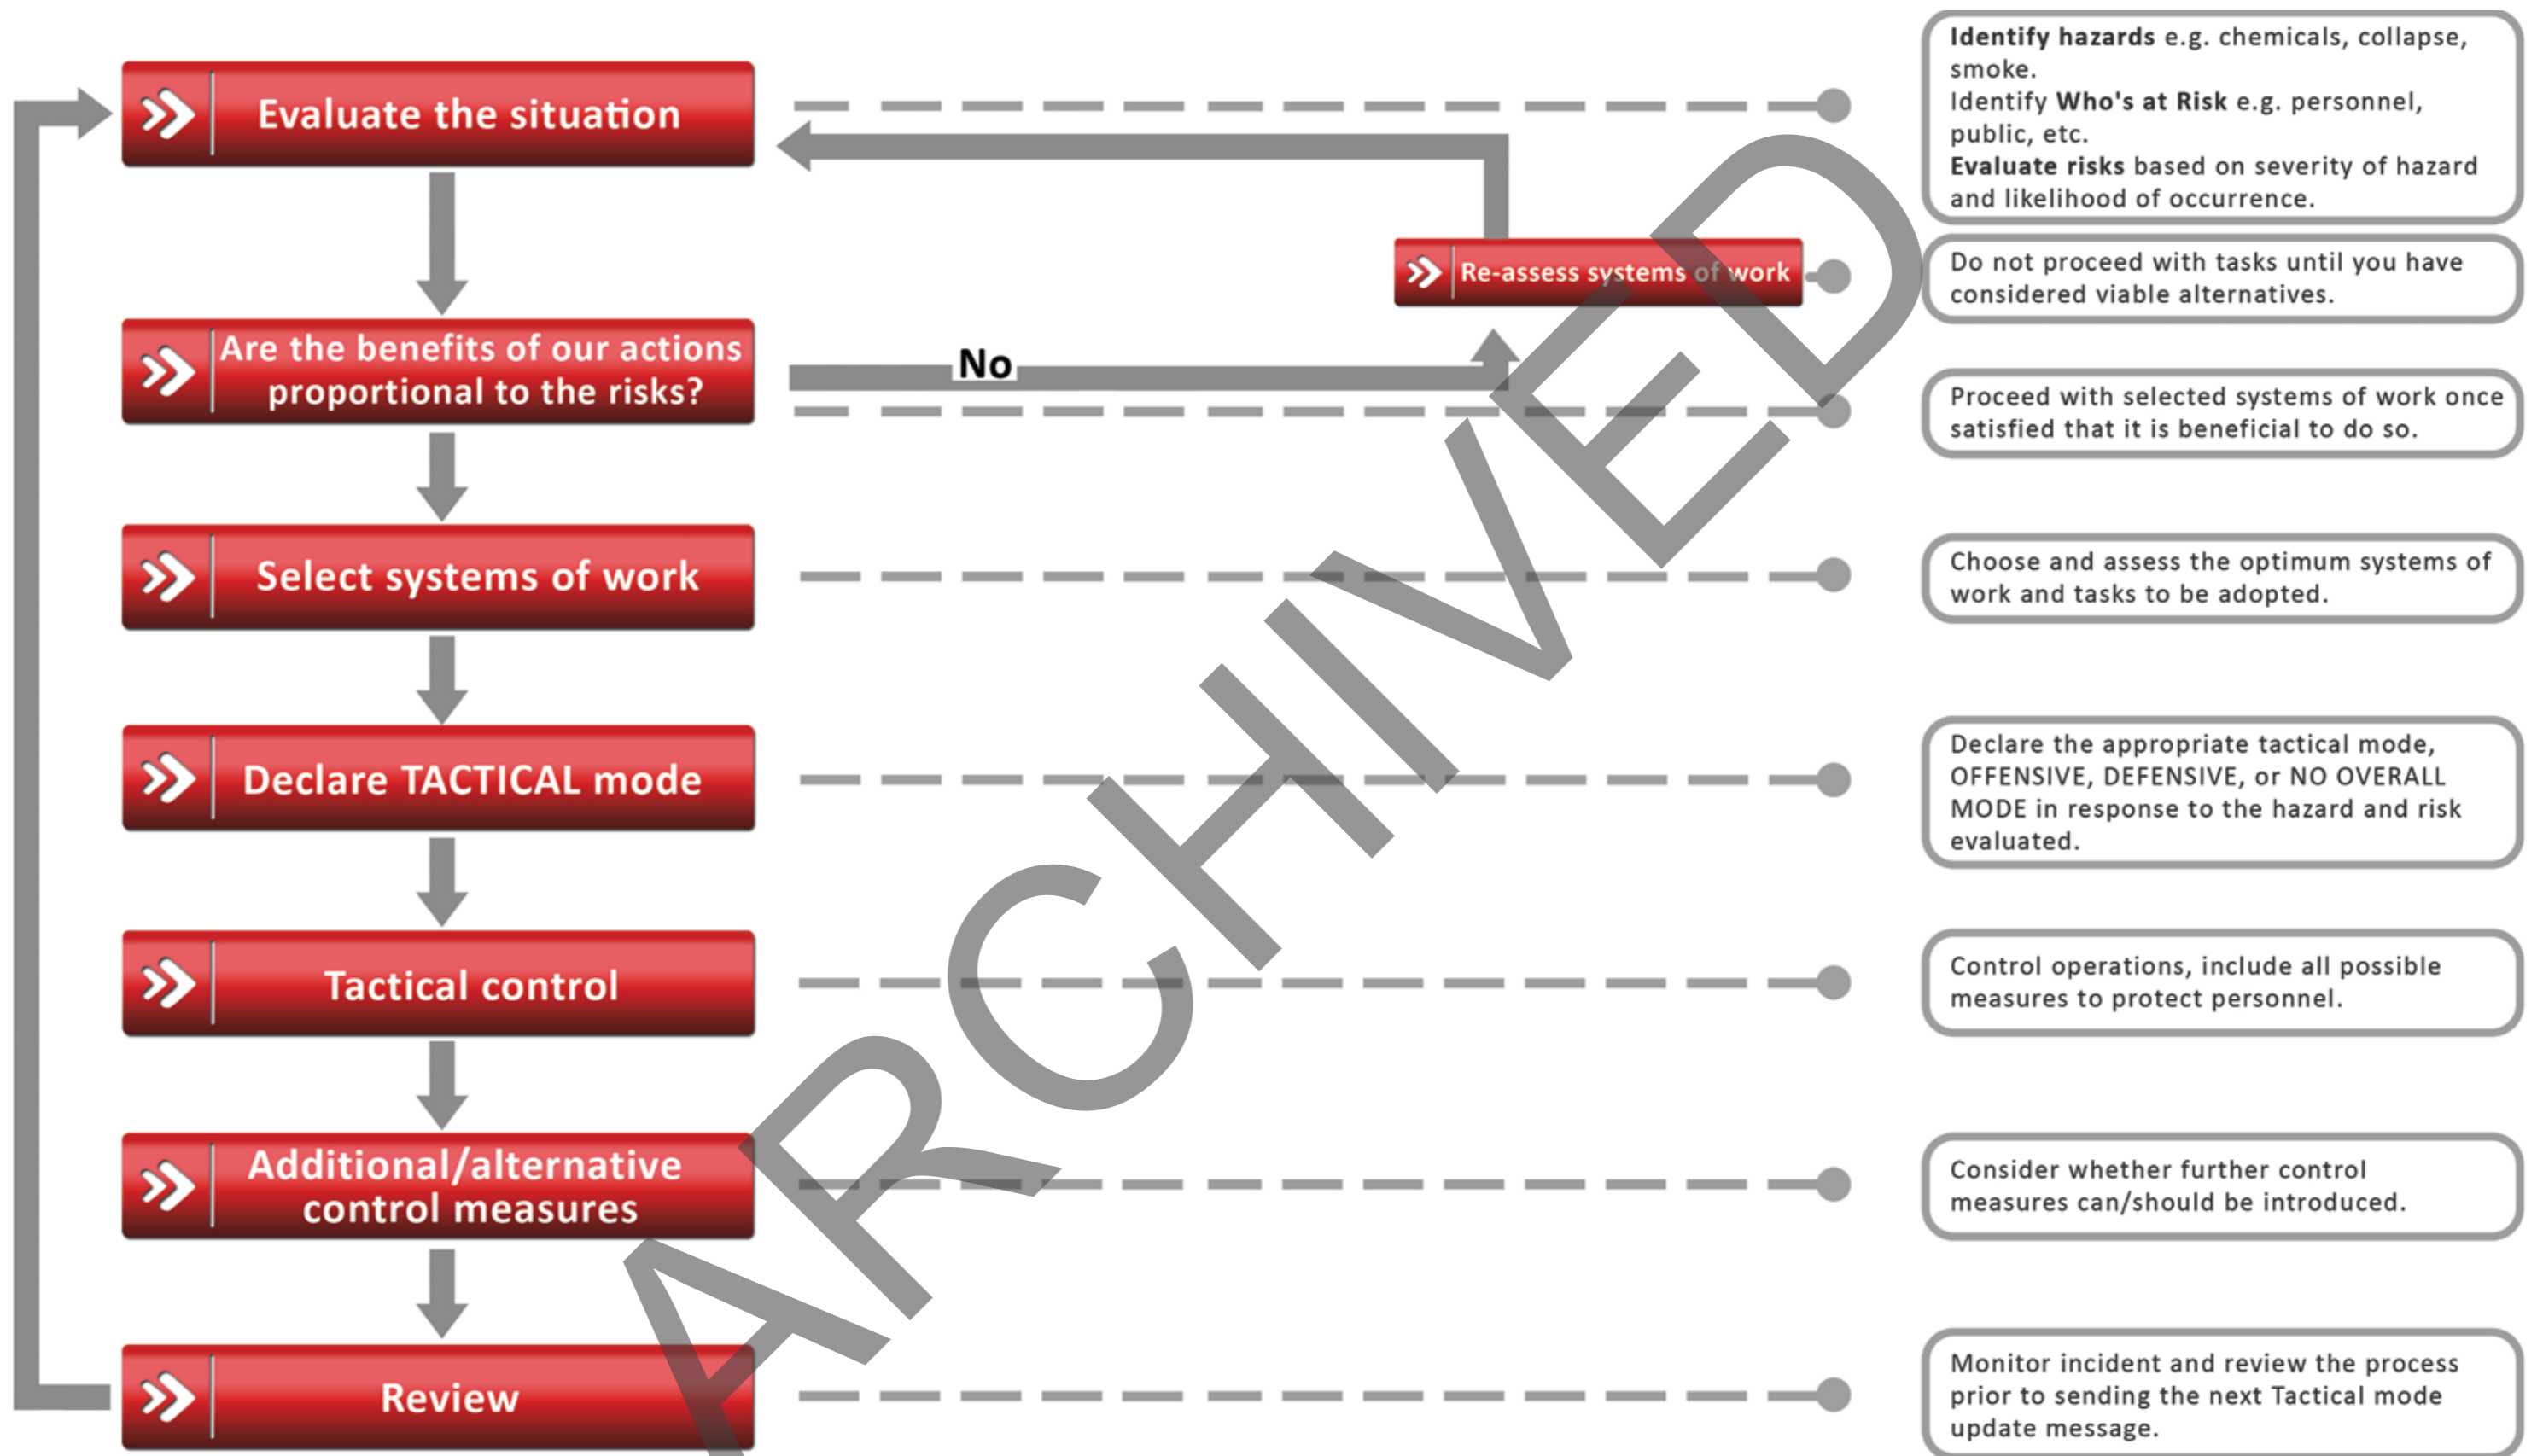 Evaluate the situation
Identify hazards e.g. chemicals, collapse,
smoke.
Identify Who's at Risk e.g. personnel,
public, etc.
Evaluate risks based on severity of hazard
and likelihood of occurrence.
Re-assess systems of work
Do not proceed with tasks until you have
considered viable alternatives.
Are the benefits of our actions
proportional to the risks?
No
Proceed with selected systems of work once
satisfied that it is beneficial to do so.
Select systems of work
Choose and assess the optimum systems of
work and tasks to be adopted.
Declare TACTICAL mode
Declare the appropriate tactical mode,
OFFENSIVE, DEFENSIVE, or NO OVERALL
MODE in response to the hazard and risk
evaluated.
Tactical control
Control operations, include all possible
measures to protect personnel.
Additional/alternative
control measures
Consider whether further control
measures can/should be introduced.
Review
Monitor incident and review the process
prior to sending the next Tactical mode
update message.
ARCHIVED